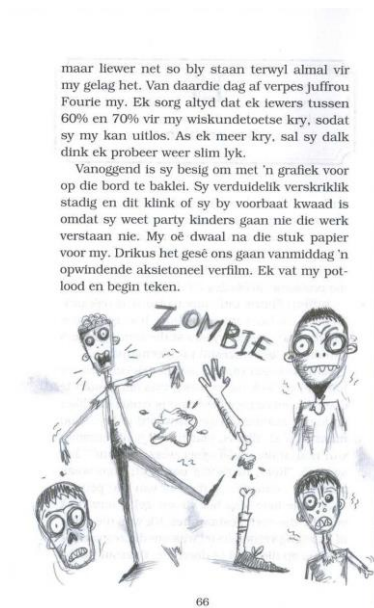 maar liewer net so bly staan terwyl almal vir
my gelag het. Van daardie dag af verpes juffrou
Fourie my. Ek sorg altyd dat ek iewers tussen
60% en 70% vir my wiskundetoetse kry, sodat
sy my kan uitlos. As ek meer kry, sal sy dalk
dink ek probeer weer slim lyk.
Vanoggend is sy besig om met 'n grafiek voor
op die bord te baklei. Sy verduidelik verskriklik
stadig en dit klink of sy by voorbaat kwaad is
omdat sy weet party kinders gaan nie die werk
verstaan nie. My oë dwaal na die stuk papier
voor my. Drikus het gesê ons gaan vanmiddag 'n
opwindende aksietoneel verfilm. Ek vat my pot-
lood en begin teken.
ZOMBIE
66